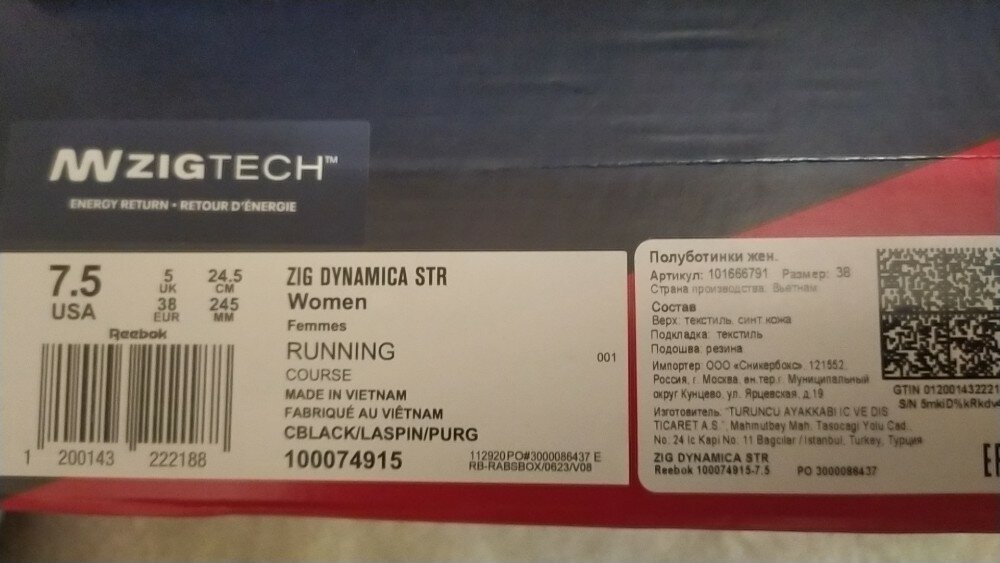 ZIGTECH™
ENERGY RETURN • RETOUR D'ÉNERGIE
7.5
USA
5
UK
38
EUR
24.5
CM
245
MM
Reebok
1 200143 222188
ZIG DYNAMICA STR
Women
Femmes
RUNNING
COURSE
001
MADE IN VIETNAM
FABRIQUÉ AU VIÊTNAM
CBLACK/LASPIN/PURG
100074915
112920 PO#3000086437 E
RB-RABSBOX/0623/V08
Полуботинки жен.
Артикул: 101666791 Размер: 38
Страна производства: Вьетнам
Состав
Верх: текстиль, синт.кожа
Подкладка: текстиль
Подошва: резина
Импортер: ООО «Сникербокс», 121552,
Россия, г. Москва, вн.тер.г. Муниципальный
округ Кунцево, ул. Ярцевская, д.19
Изготовитель: "TURUNCU AYAKKABI IC VE DIS
TICARET A.S.", Mahmutbey Mah. Tasocagi Yolu Cad.,
No: 24 Ic Kapi No: 11 Bagcilar / Istanbul, Turkey, Турция
ZIG DYNAMICA STR
Reebok 100074915-7.5 PO 3000086437
GTIN 012001432221
S/N